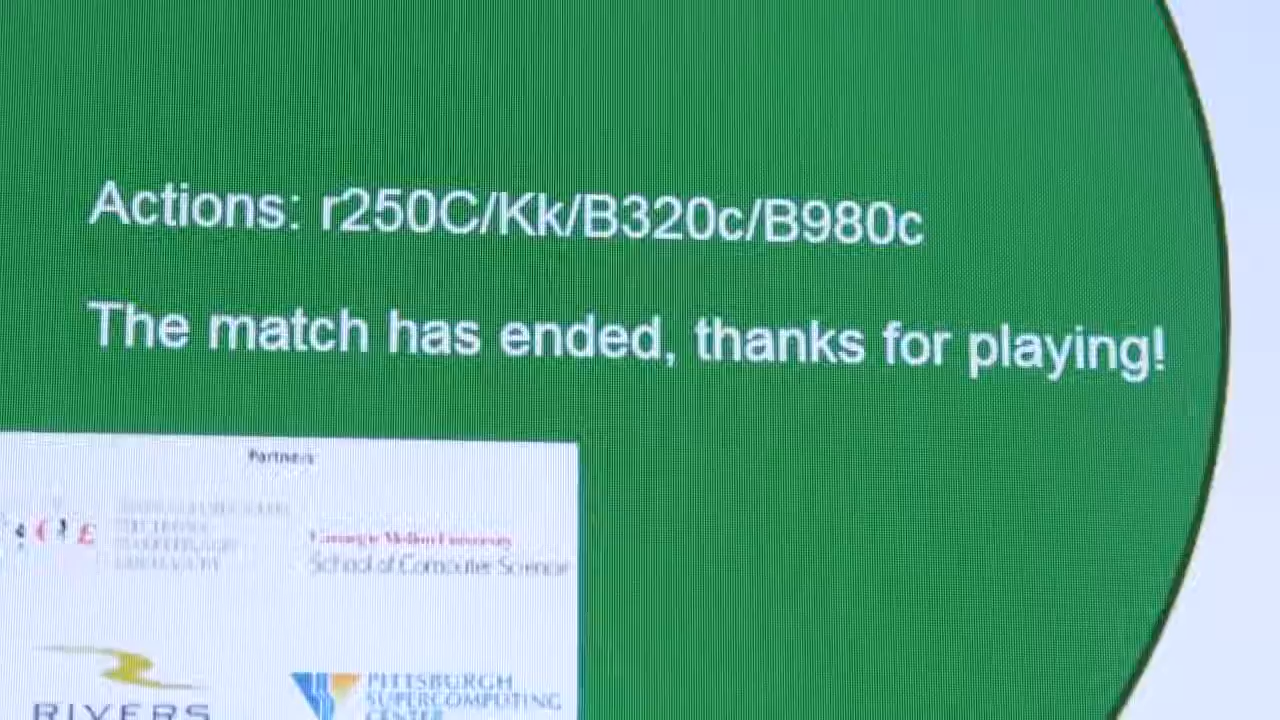 Actions: r250C/Kk/B320c/B980c
The match has ended, thanks for playing!
Partners
Carnegie Mellon University
School of Computer Science
RIVERS
PITTSBURGH
SUPERCOMPUTING
CENTER